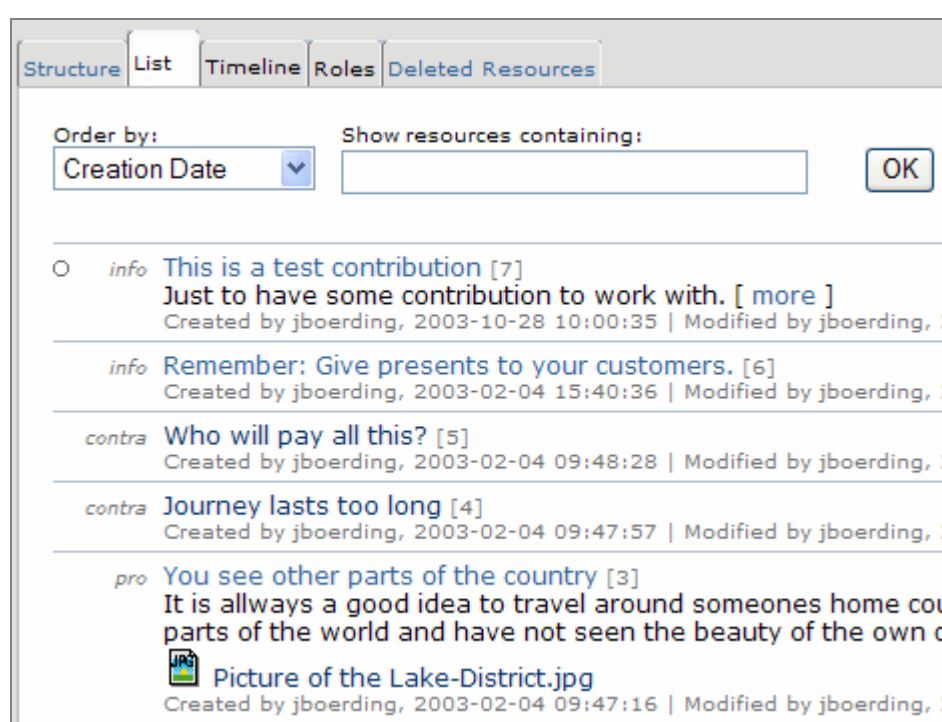 Structure List Timeline Roles Deleted Resources
Order by: Show resources containing:
Creation Date OK
info This is a test contribution [7]
Just to have some contribution to work with. [ more ]
Created by jboerding, 2003-10-28 10:00:35 | Modified by jboerding,
info Remember: Give presents to your customers. [6]
Created by jboerding, 2003-02-04 15:40:36 | Modified by jboerding,
contra Who will pay all this? [5]
Created by jboerding, 2003-02-04 09:48:28 | Modified by jboerding,
contra Journey lasts too long [4]
Created by jboerding, 2003-02-04 09:47:57 | Modified by jboerding,
pro You see other parts of the country [3]
It is allways a good idea to travel around someones home
parts of the world and have not seen the beauty of the own
JPG Picture of the Lake-District.jpg
Created by jboerding, 2003-02-04 09:47:16 | Modified by jboerding,